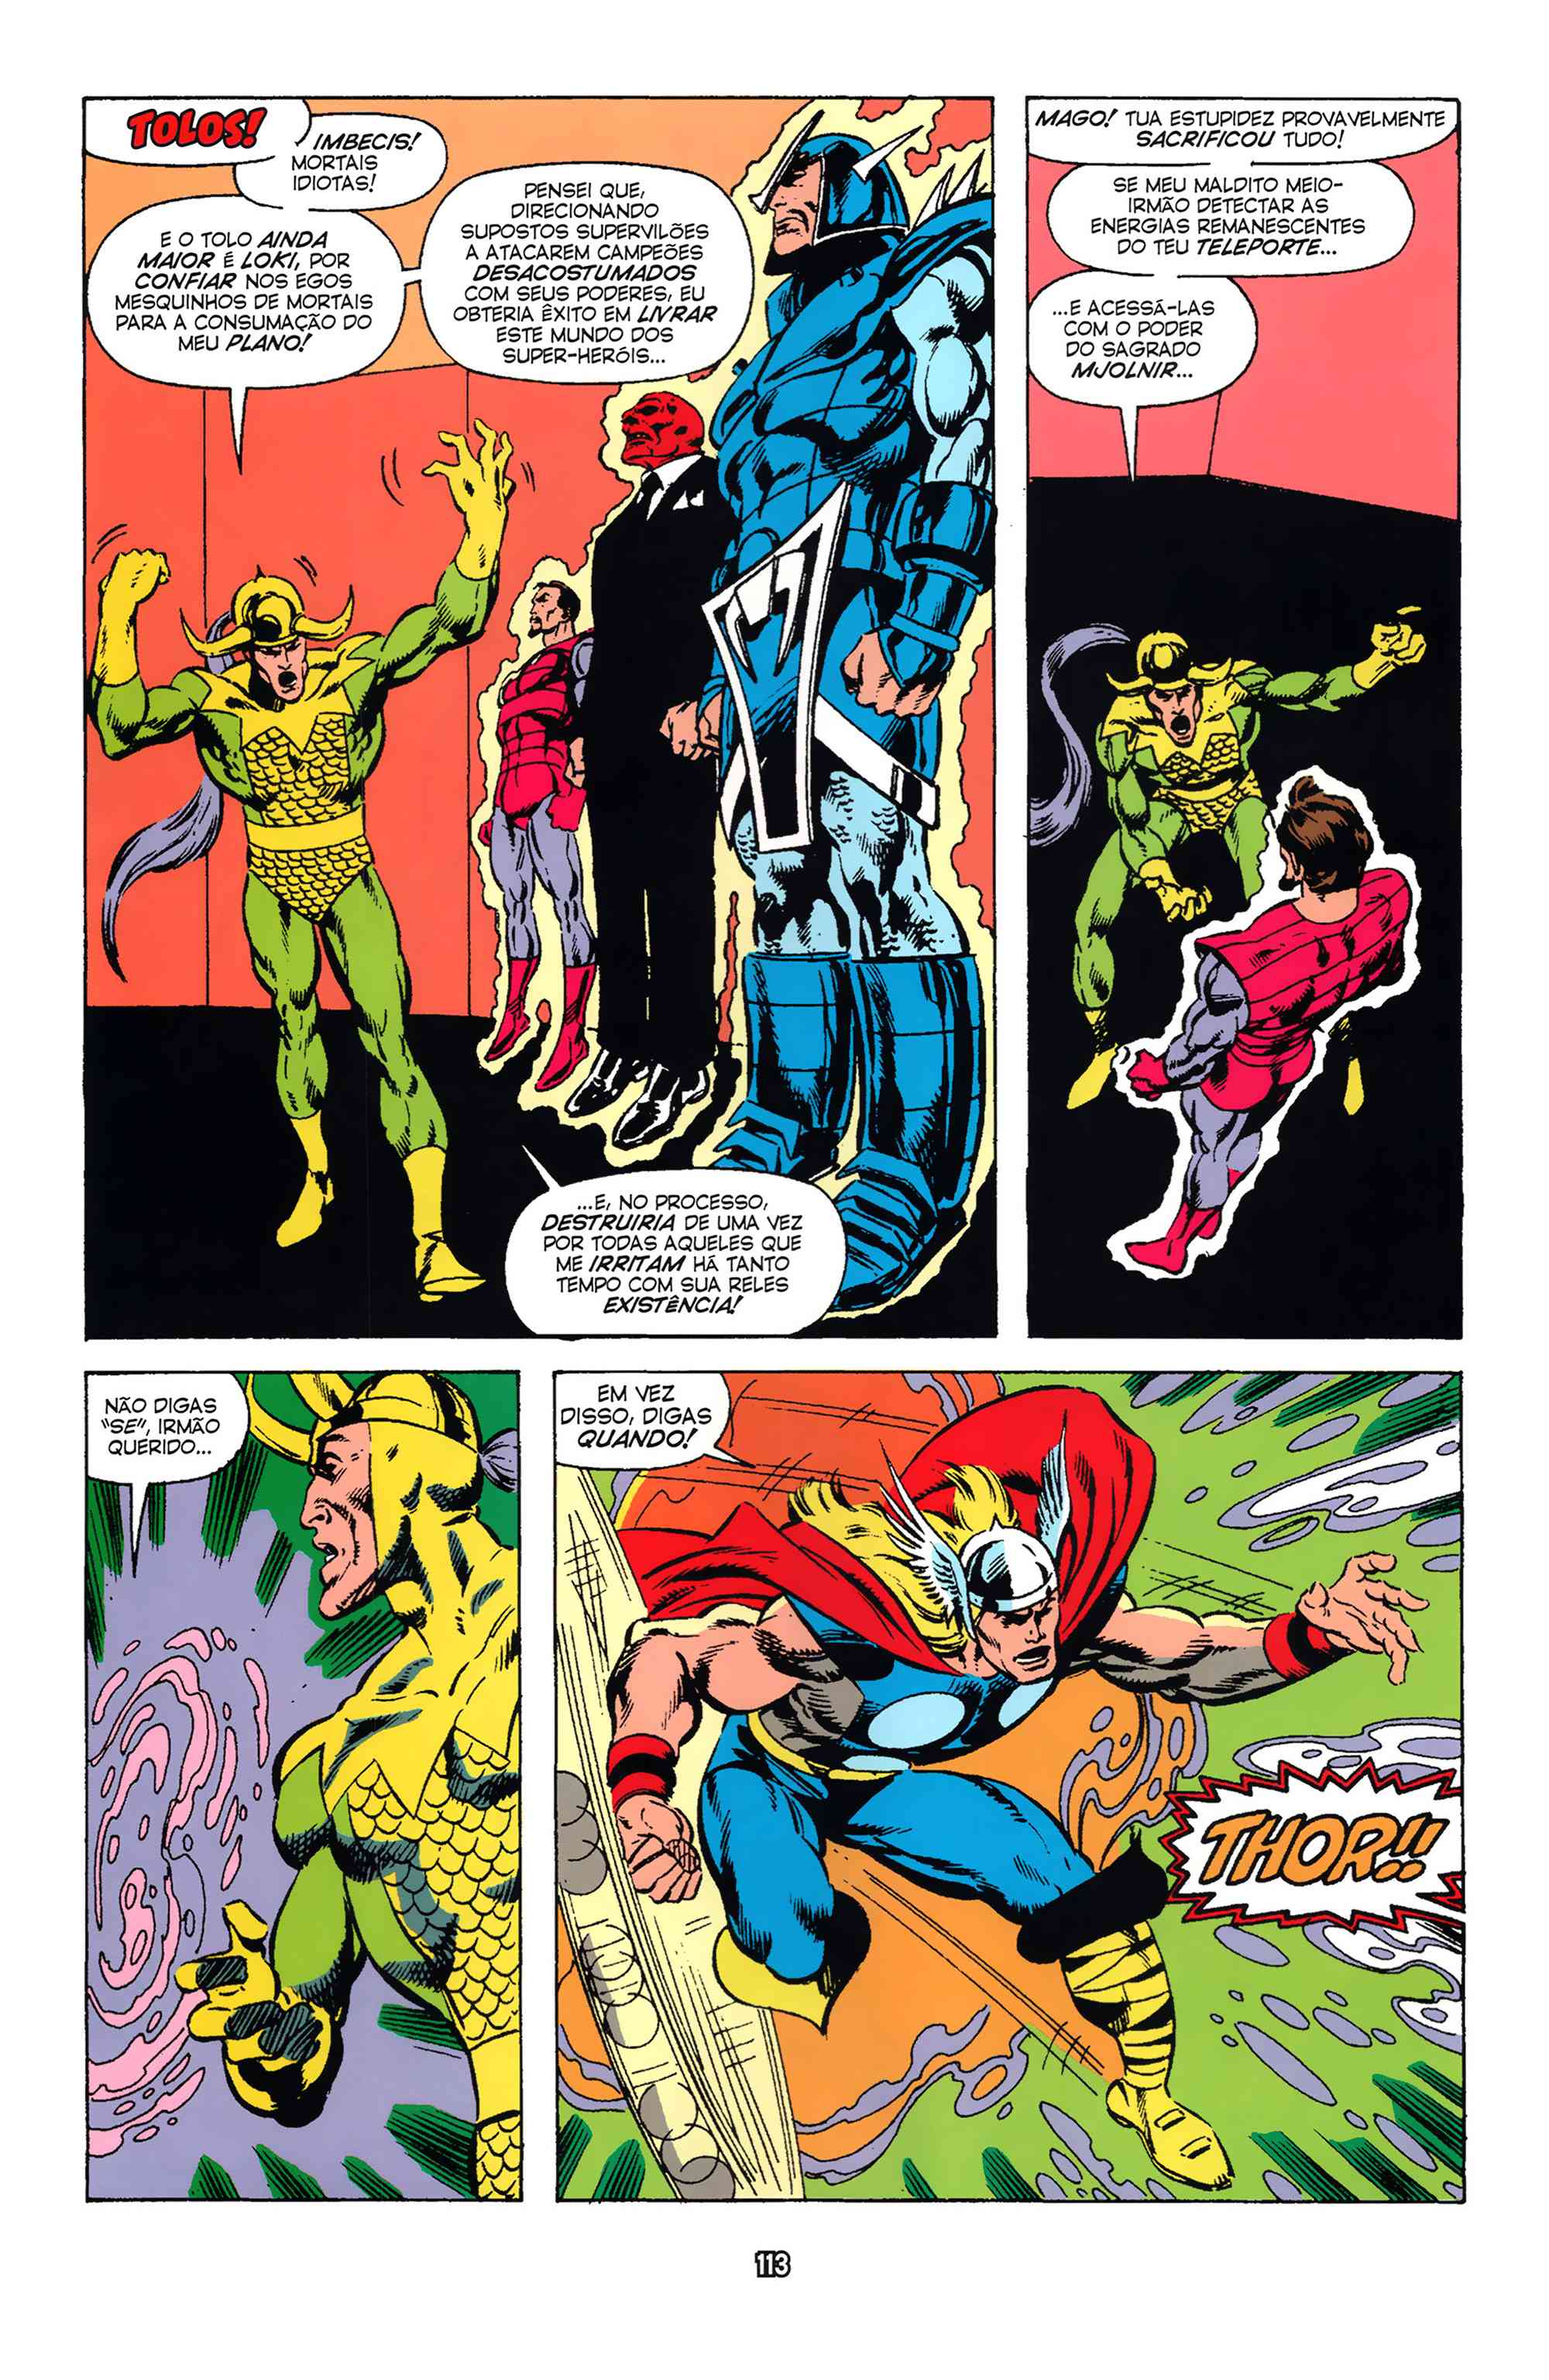 TOLOS!
IMBECIS!
MORTAIS
IDIOTAS!
E O TOLO AINDA
MAIOR É LOKI, POR
CONFIAR NOS EGOS
MESQUINHOS DE MORTAIS
PARA A CONSUMAÇÃO DO
MEU PLANO!
PENSEI QUE,
DIRECIONANDO
SUPOSTOS SUPERVILÕES
A ATACAREM CAMPEÕES
DESACOSTUMADOS
COM SEUS PODERES, EU
OBTERIA ÊXITO EM LIVRAR
ESTE MUNDO DOS
SUPER-HERÓIS...
...E, NO PROCESSO,
DESTRUIRIA DE UMA VEZ
POR TODAS AQUELES QUE
ME IRRITAM HÁ TANTO
TEMPO COM SUA RELES
EXISTÊNCIA!
MAGO! TUA ESTUPIDEZ PROVAVELMENTE
SACRIFICOU TUDO!
SE MEU MALDITO MEIO-
IRMÃO DETECTAR AS
ENERGIAS REMANESCENTES
DO TEU TELEPORTE...
...E ACESSÁ-LAS
COM O PODER
DO SAGRADO
MJOLNIR...
NÃO DIGAS
"SE", IRMÃO
QUERIDO...
EM VEZ
DISSO, DIGAS
QUANDO!
THOR!!
113